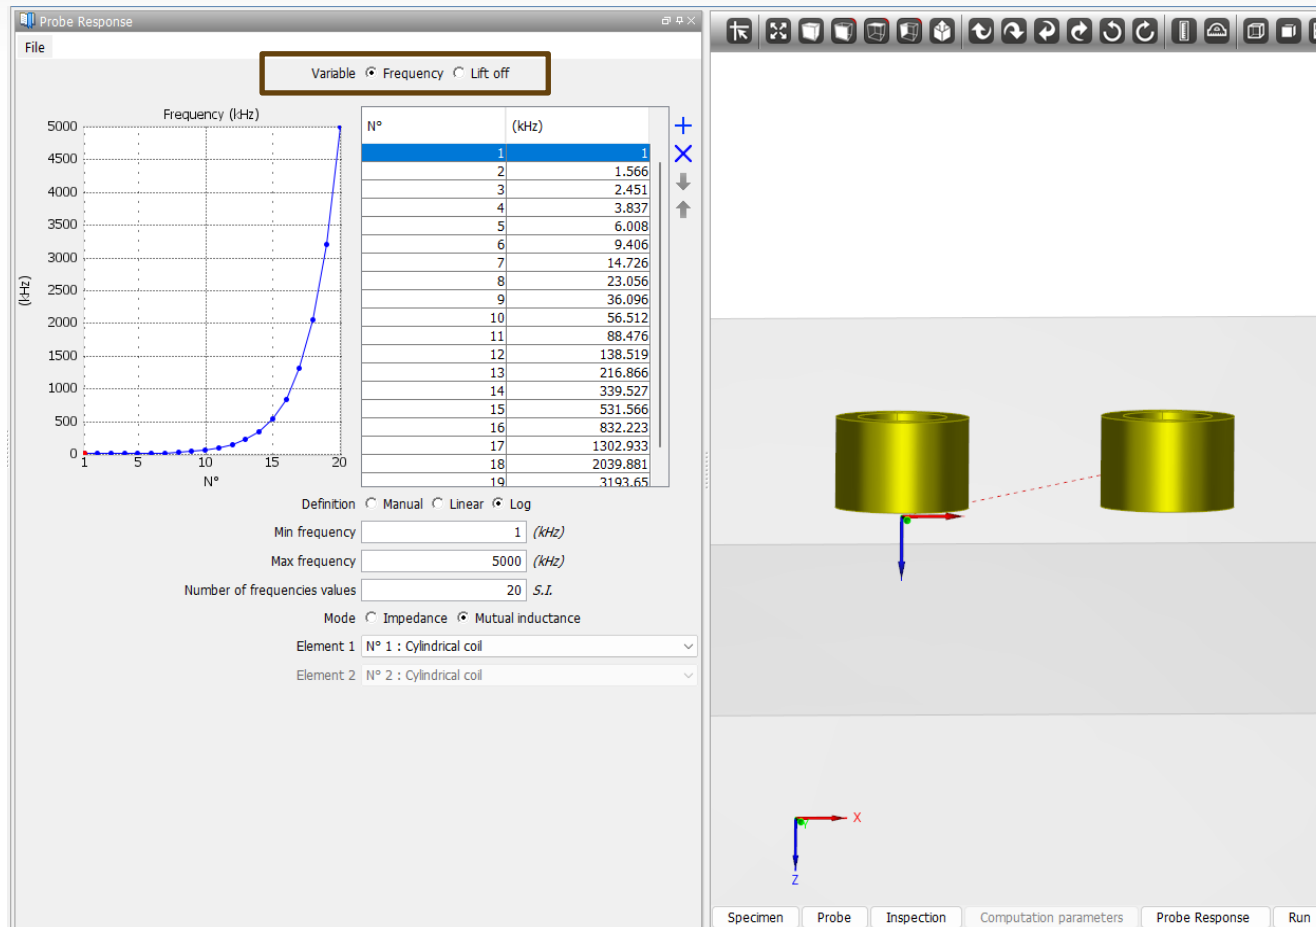 Probe Response
File
Variable Frequency Lift off
Frequency (kHz)
5000
4500
4000
3500
3000
2500
2000
1500
1000
500
0
(kHz)
1 5 10 15 20
N°
N° (kHz)
1 1
2 1.566
3 2.451
4 3.837
5 6.008
6 9.406
7 14.726
8 23.056
9 36.096
10 56.512
11 88.476
12 138.519
13 216.866
14 339.527
15 531.566
16 832.223
17 1302.933
18 2039.881
19 3193.65
Definition Manual Linear Log
Min frequency 1 (kHz)
Max frequency 5000 (kHz)
Number of frequencies values 20 S.I.
Mode Impedance Mutual inductance
Element 1 N° 1 : Cylindrical coil
Element 2 N° 2 : Cylindrical coil
X
Y
Z
Specimen Probe Inspection Computation parameters Probe Response Run